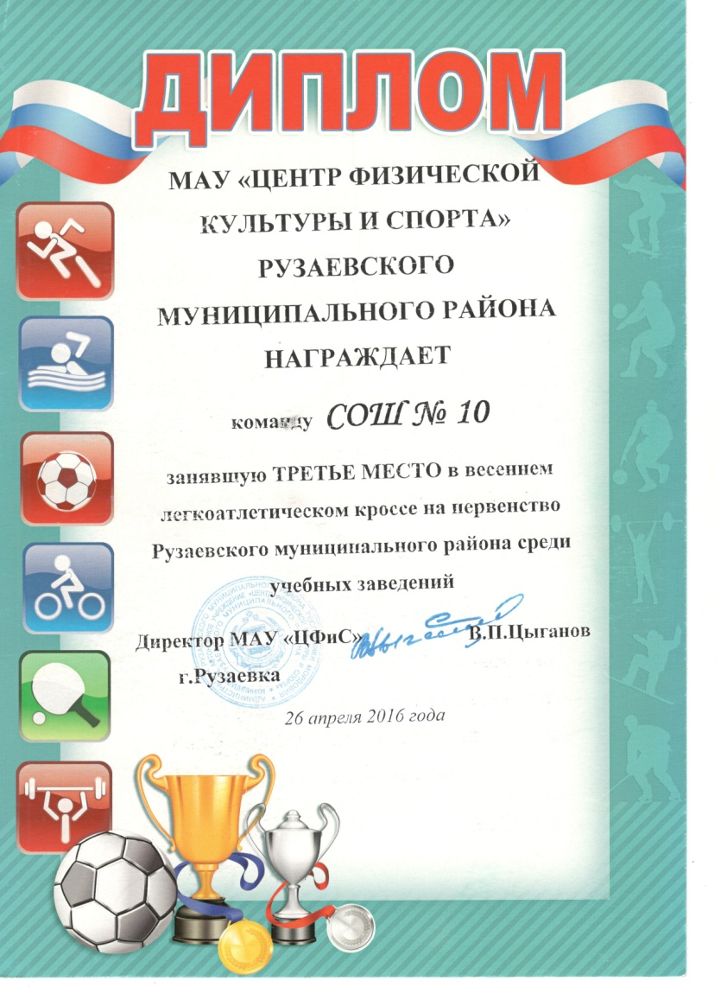 ДИПЛОМ
МАУ «ЦЕНТР ФИЗИЧЕСКОЙ
КУЛЬТУРЫ И СПОРТА»
РУЗАЕВСКОГО
МУНИЦИПАЛЬНОГО РАЙОНА
НАГРАЖДАЕТ
команду СОШ № 10
занявшую ТРЕТЬЕ МЕСТО в весеннем
легкоатлетическом кроссе на первенство
Рузаевского муниципального района среди
учебных заведений
Директор МАУ «ЦФиС» В.П.Цыганов
г.Рузаевка
26 апреля 2016 года